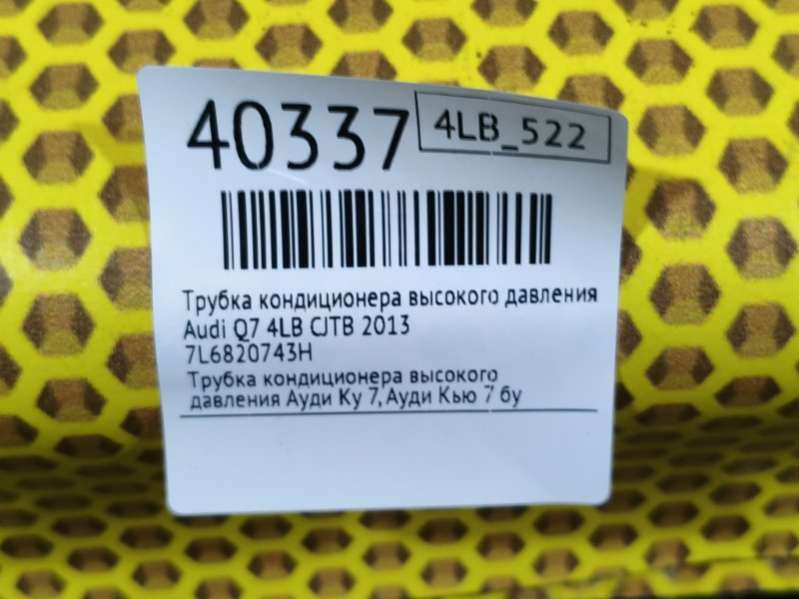 40337
4LB_522
Трубка кондиционера высокого давления
Audi Q7 4LB CJTB 2013
7L6820743H
Трубка кондиционера высокого
давления Ауди Ку 7,Ауди Кью 7 бу